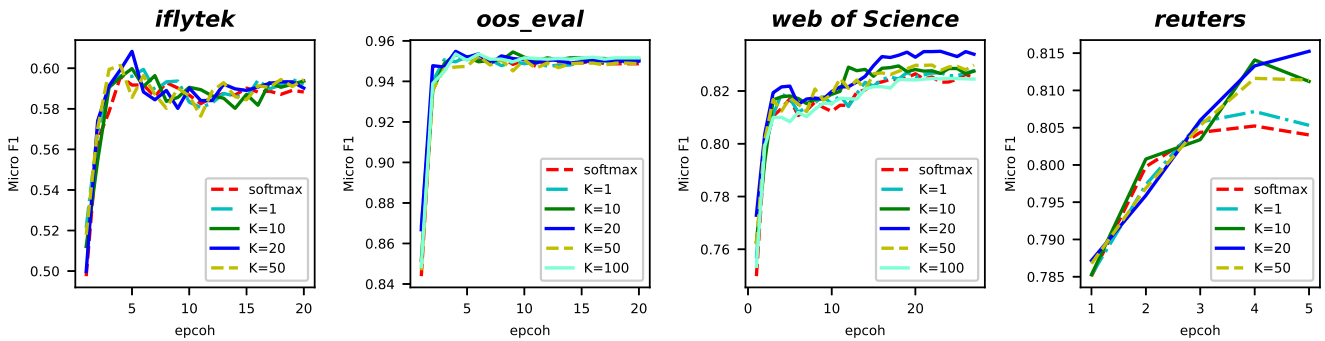 iflytek
0.60
0.58
0.56
0.54
0.52
0.50
Micro F1
softmax
K=1
K=10
K=20
K=50
5
10
15
20
epcoh
oos_eval
0.96
0.94
0.92
0.90
0.88
0.86
0.84
Micro F1
softmax
K=1
K=10
K=20
K=50
K=100
5
10
15
20
epcoh
web of Science
0.82
0.80
0.78
0.76
Micro F1
softmax
K=1
K=10
K=20
K=50
K=100
0
10
20
epcoh
reuters
0.815
0.810
0.805
0.800
0.795
0.790
0.785
Micro F1
softmax
K=1
K=10
K=20
K=50
1
2
3
4
5
epcoh